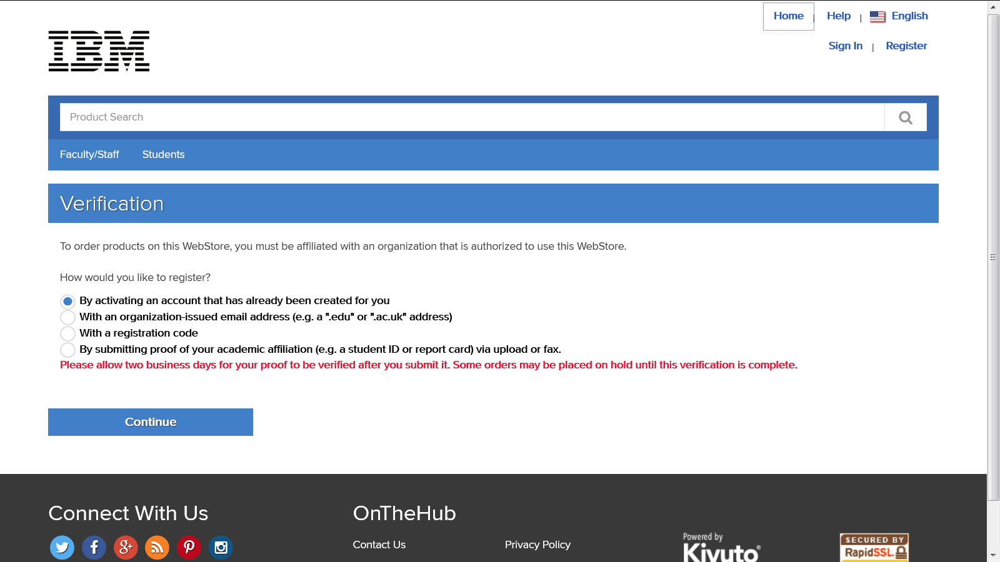 Home | Help | English
Sign In | Register
IBM
Product Search
Faculty/Staff Students
Verification
To order products on this WebStore, you must be affiliated with an organization that is authorized to use this WebStore.
How would you like to register?
By activating an account that has already been created for you
With an organization-issued email address (e.g. a ".edu" or ".ac.uk" address)
With a registration code
By submitting proof of your academic affiliation (e.g. a student ID or report card) via upload or fax.
Please allow two business days for your proof to be verified after you submit it. Some orders may be placed on hold until this verification is complete.
Continue
Connect With Us
OnTheHub
Contact Us
Privacy Policy
Powered by
Kivuto®
SECURED BY
RapidSSL.